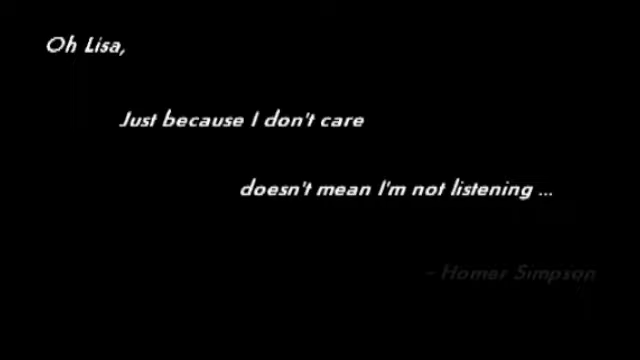 Oh Lisa,
Just because I don't care
doesn't mean I'm not listening ...
- Homer Simpson